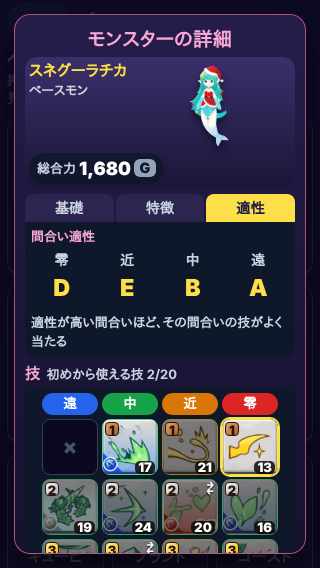 モンスターの詳細
スネグーラチカ
ベースモン
総合力 1,680 G
基礎 特徴 適性
間合い適性
零 近 中 遠
D E B A
適性が高い間合いほど、その間合いの技がよく
当たる
技 初めから使える技 2/20
遠 中 近 零
1 17 1 21 1 13
2 19 2 24 2 20 2 16
3 3 3 3